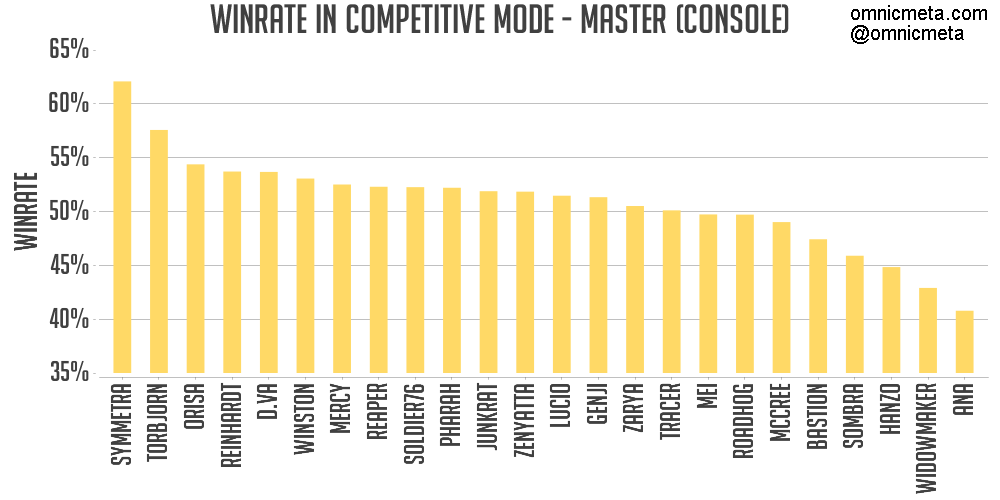 WINRATE IN COMPETITIVE MODE - MASTER (CONSOLE)
omnicmeta.com
@omnicmeta
65%
60%
55%
50%
45%
40%
35%
WINRATE
SYMMETRA
TORBJORN
ORISA
REINHARDT
D.VA
WINSTON
MERCY
REAPER
SOLDIER76
PHARAH
JUNKRAT
ZENYATTA
LUCIO
GENJI
ZARYA
TRACER
MEI
ROADHOG
MCCREE
BASTION
SOMBRA
HANZO
WIDOWMAKER
ANA